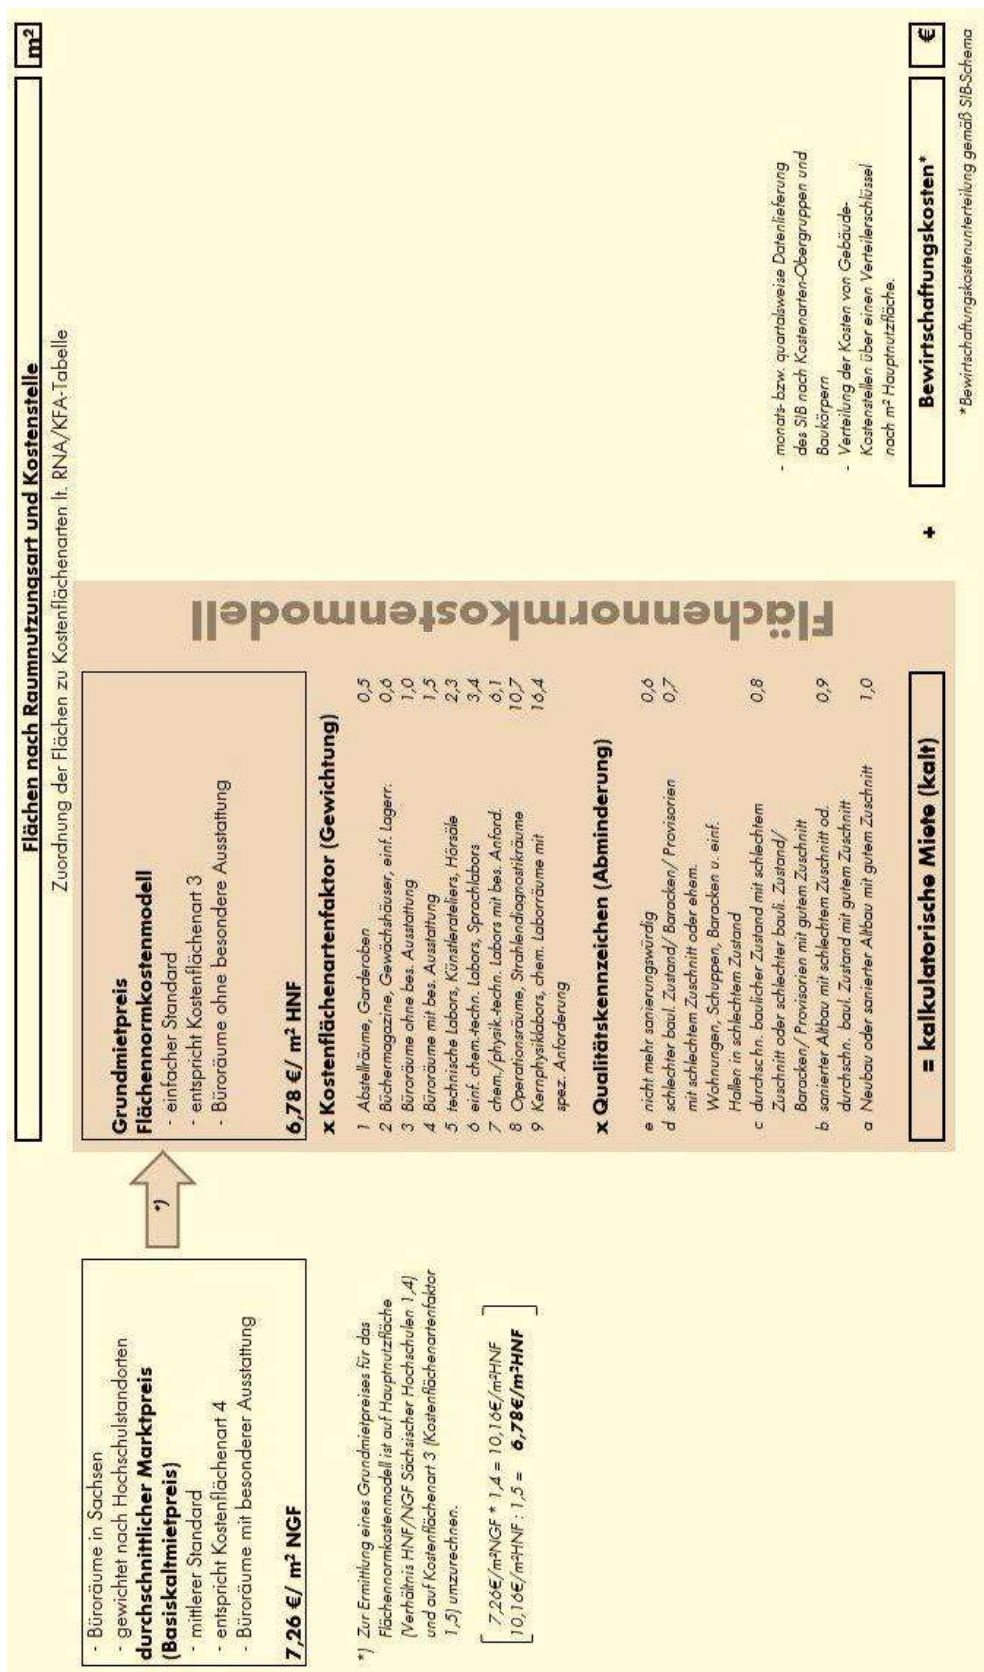 Flächen nach Raumnutzungsart und Kostenstelle
m²
Zuordnung der Flächen zu Kostenflächenarten lt. RNA/KFA-Tabelle
- Büroräume in Sachsen
- gewichtet nach Hochschulstandorten
durchschnittlicher Marktpreis
(Basiskaltmietpreis)
- mittlerer Standard
- entspricht Kostenflächenart 4
- Büroräume mit besonderer Ausstattung
7,26 €/ m² NGF
*)
Grundmietpreis
Flächennormkostenmodell
- einfacher Standard
- entspricht Kostenflächenart 3
- Büroräume ohne besondere Ausstattung
6,78 €/ m² HNF
*) Zur Ermittlung eines Grundmietpreises für das
Flächennormkostenmodell ist auf Hauptnutzfläche
(Verhältnis HNF/NGF Sächsischer Hochschulen 1,4)
und auf Kostenflächenart 3 (Kostenflächenartenfaktor
1,5) umzurechnen.
7,26€/m²NGF * 1,4 = 10,16€/m²HNF
10,16€/m²HNF : 1,5 = 6,78€/m²HNF
x Kostenflächenartenfaktor (Gewichtung)
1 Abstellräume, Garderoben 0,5
2 Büchermagazine, Gewächshäuser, einf. Lagerr. 0,6
3 Büroräume ohne bes. Ausstattung 1,0
4 Büroräume mit bes. Ausstattung 1,5
5 technische Labors, Künstlerateliers, Hörsäle 2,3
6 einf. chem.-techn. Labors, Sprachlabors 3,4
7 chem./physik.-techn. Labors mit bes. Anford. 6,1
8 Operationsräume, Strahlendiagnostikräume 10,7
9 Kernphysiklabors, chem. Laborräume mit 16,4
spez. Anforderung
x Qualitätskennzeichen (Abminderung)
e nicht mehr sanierungswürdig 0,6
d schlechter baul. Zustand/ Baracken/ Provisorien 0,7
mit schlechtem Zuschnitt oder ehem.
Wohnungen, Schuppen, Baracken u. einf.
Hallen in schlechtem Zustand
c durchschn. baulicher Zustand mit schlechtem 0,8
Zuschnitt oder schlechter bauli. Zustand/
Baracken/ Provisorien mit gutem Zuschnitt
b sanierter Altbau mit schlechtem Zuschnitt od. 0,9
durchschn. baul. Zustand mit gutem Zuschnitt
a Neubau oder sanierter Altbau mit gutem Zuschnitt 1,0
Flächennormkostenmodell
- monats- bzw. quartalsweise Datenlieferung
des SIB nach Kostenarten-Obergruppen und
Baukörpern
- Verteilung der Kosten von Gebäude-
Kostenstellen über einen Verteilerschlüssel
nach m² Hauptnutzfläche.
= kalkulatorische Miete (kalt)
+
Bewirtschaftungskosten*
€
*Bewirtschaftungskostenunterteilung gemäß SIB-Schema